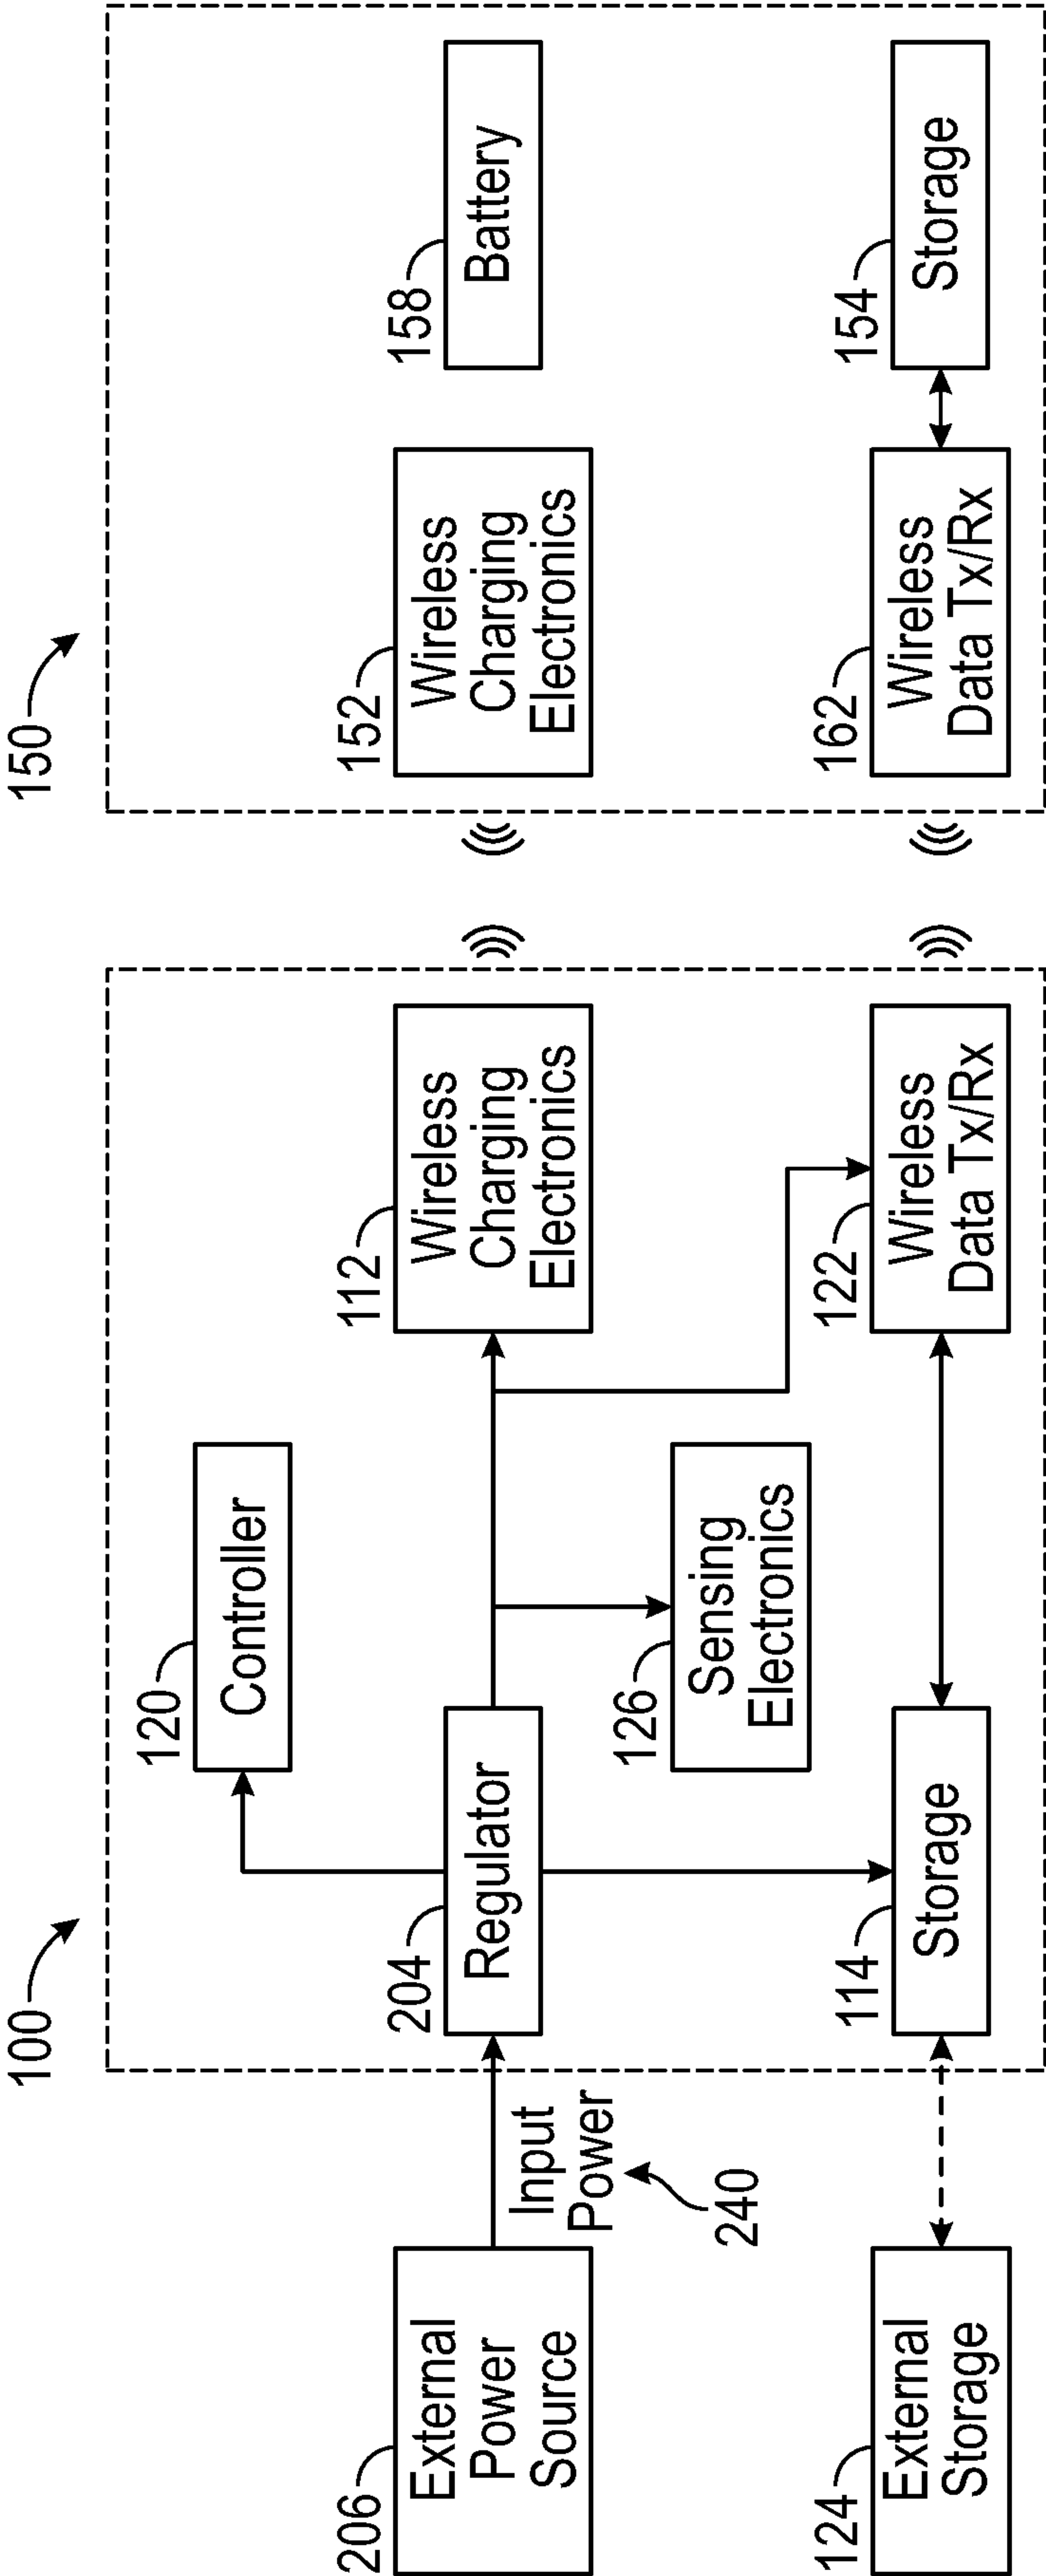 100
150
206
External
Power
Source
Input
Power
240
204
Regulator
120
Controller
126
Sensing
Electronics
112
Wireless
Charging
Electronics
152
Wireless
Charging
Electronics
158
Battery
124
External
Storage
114
Storage
122
Wireless
Data Tx/Rx
162
Wireless
Data Tx/Rx
154
Storage